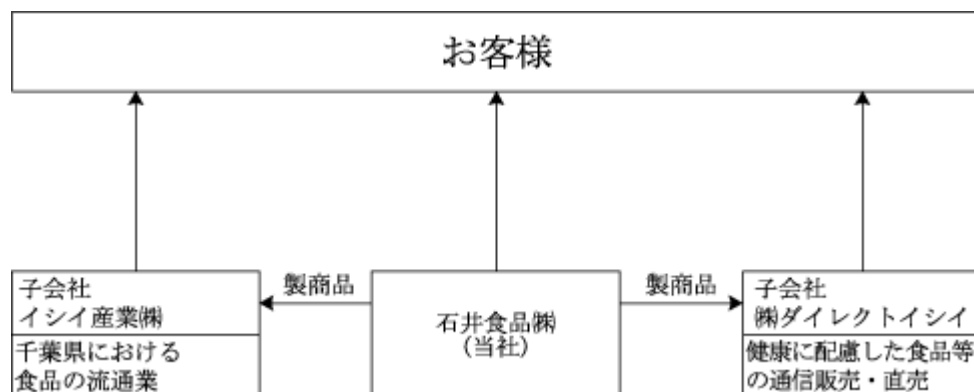 お客様
子会社
イシイ産業㈱
千葉県における
食品の流通業
製商品
石井食品㈱
(当社)
製商品
子会社
㈱ダイレクトイシイ
健康に配慮した食品等
の通信販売・直売